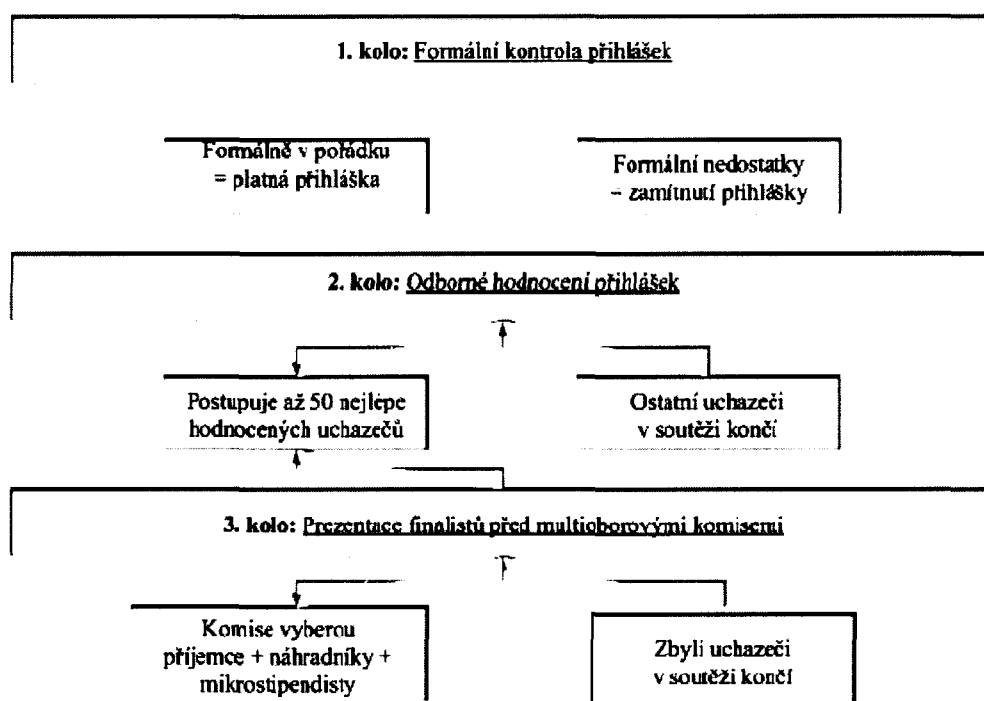 1. kolo: Formální kontrola přihlášek
Formálně v pořádku
= platná přihláška
Formální nedostatky
– zamítnutí přihlášky
2. kolo: Odborné hodnocení přihlášek
Postupuje až 50 nejlépe
hodnocených uchazečů
Ostatní uchazeči
v soutěži končí
3. kolo: Prezentace finalistů před multioborovými komisemi
Komise vyberou
příjemce + náhradníky +
mikrostipendisty
Zbylí uchazeči
v soutěži končí